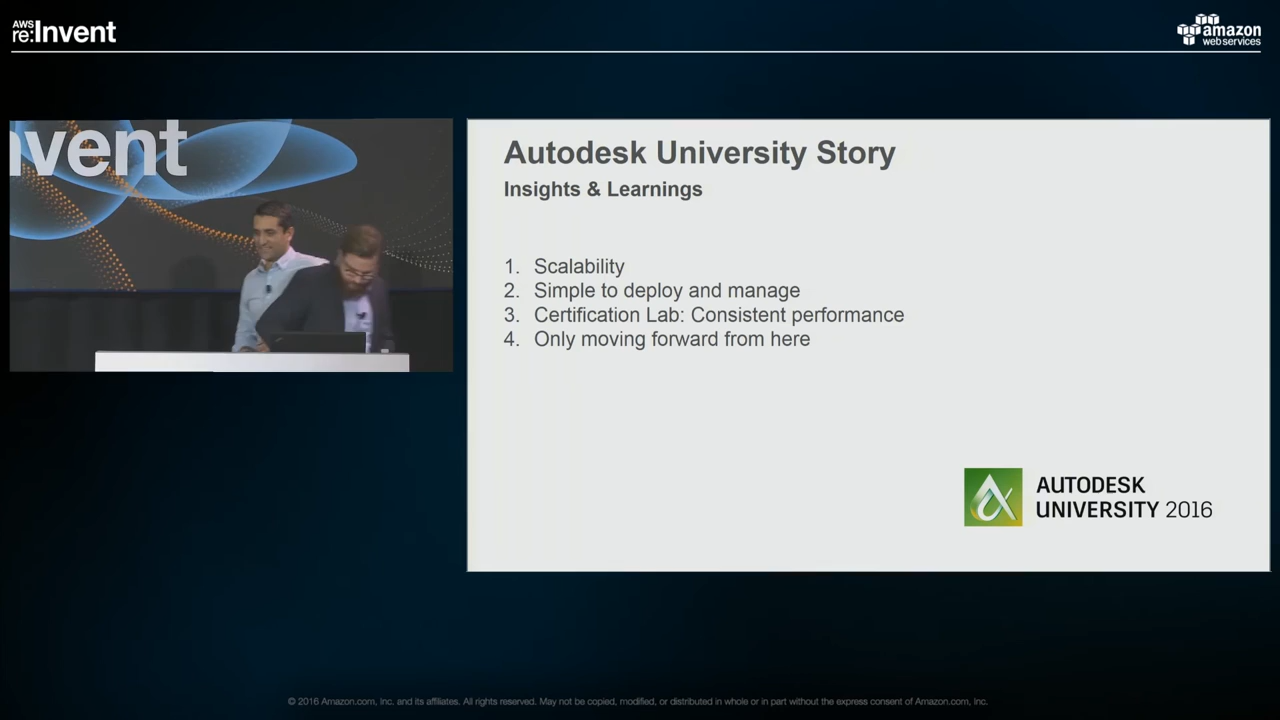 AWS
re:Invent
amazon
webservices
nvent
Autodesk University Story
Insights & Learnings
1. Scalability
2. Simple to deploy and manage
3. Certification Lab: Consistent performance
4. Only moving forward from here
AUTODESK
UNIVERSITY 2016
© 2016 Amazon.com, Inc. and its affiliates. All rights reserved. May not be copied, modified, or distributed in whole or in part without the express consent of Amazon.com, Inc.